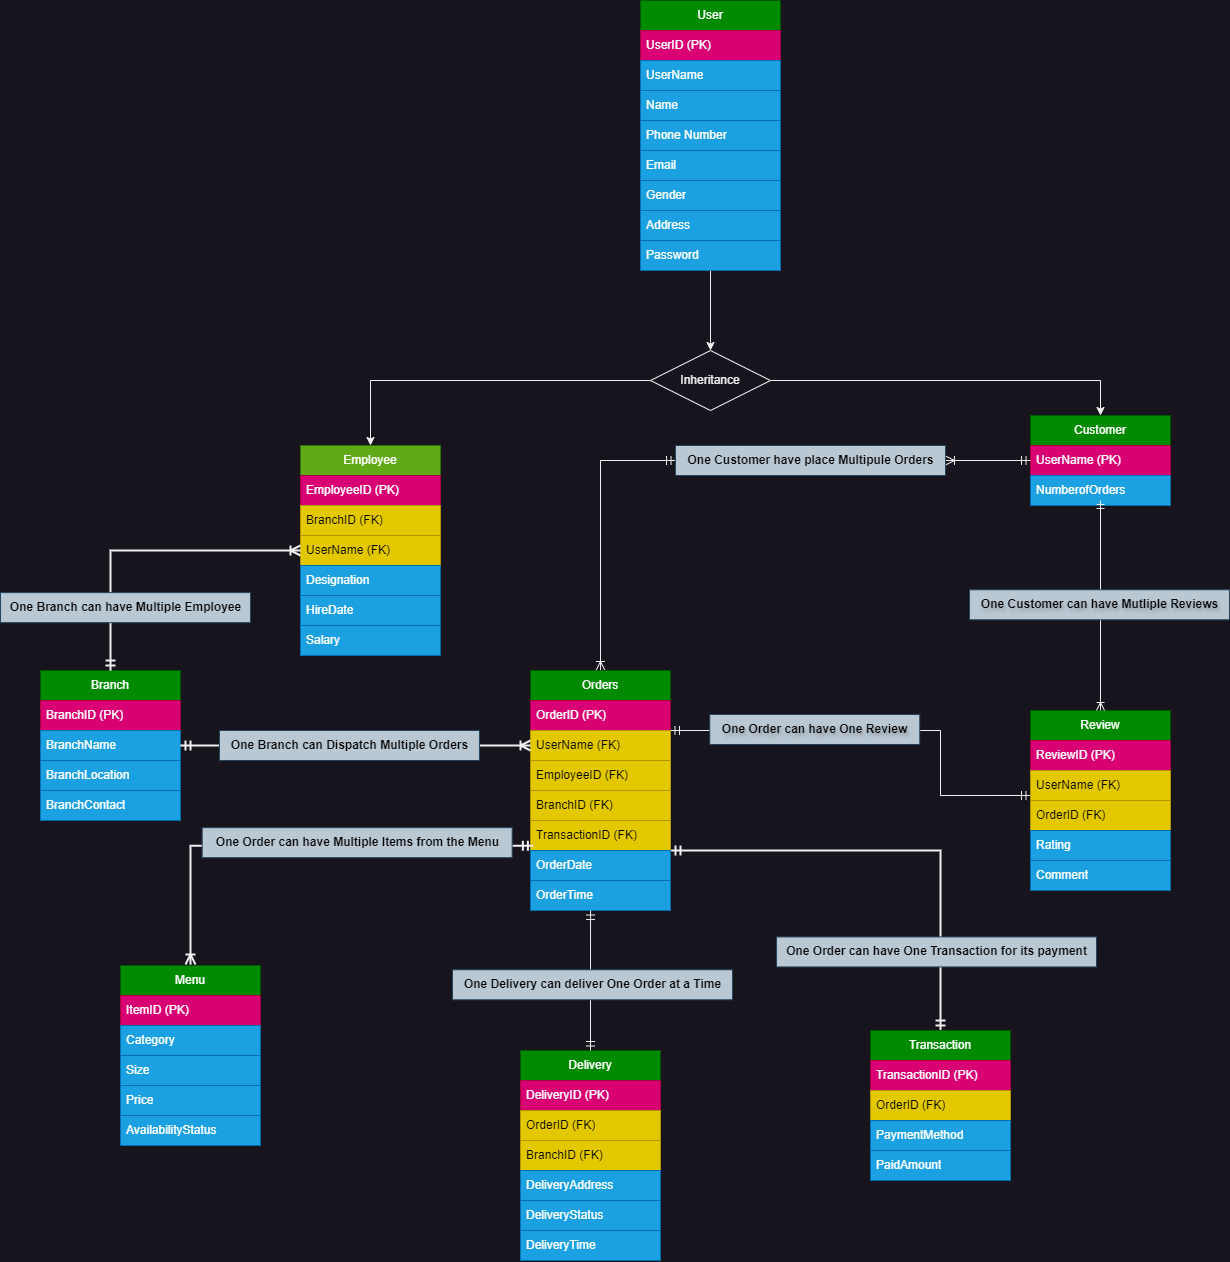 User
UserID (PK)
UserName
Name
Phone Number
Email
Gender
Address
Password
Inheritance
Employee
EmployeeID (PK)
BranchID (FK)
UserName (FK)
Designation
HireDate
Salary
One Customer have place Multipule Orders
Customer
UserName (PK)
NumberofOrders
One Branch can have Multiple Employee
One Customer can have Mutliple Reviews
Branch
BranchID (PK)
BranchName
BranchLocation
BranchContact
One Branch can Dispatch Multiple Orders
Orders
OrderID (PK)
UserName (FK)
EmployeeID (FK)
BranchID (FK)
TransactionID (FK)
OrderDate
OrderTime
One Order can have One Review
Review
ReviewID (PK)
UserName (FK)
OrderID (FK)
Rating
Comment
One Order can have Multiple Items from the Menu
One Order can have One Transaction for its payment
One Delivery can deliver One Order at a Time
Menu
ItemID (PK)
Category
Size
Price
AvailabilityStatus
Delivery
DeliveryID (PK)
OrderID (FK)
BranchID (FK)
DeliveryAddress
DeliveryStatus
DeliveryTime
Transaction
TransactionID (PK)
OrderID (FK)
PaymentMethod
PaidAmount